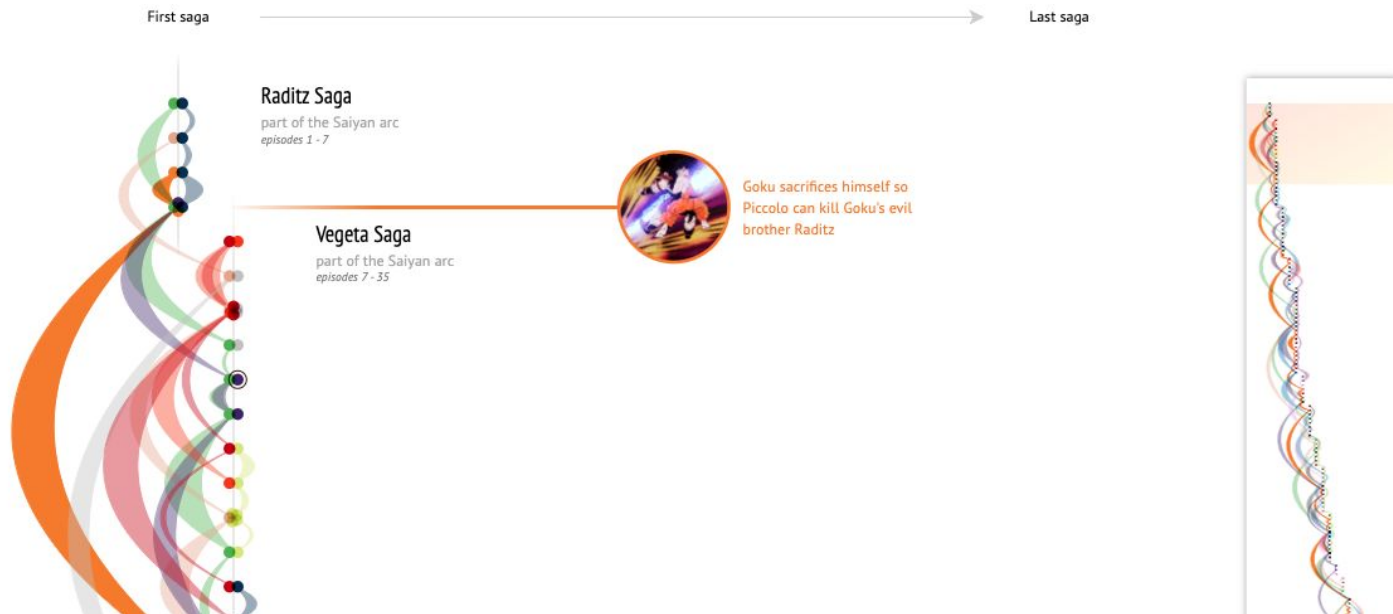 First saga
Last saga
Raditz Saga
part of the Saiyan arc
episodes 1 - 7
Goku sacrifices himself so
Piccolo can kill Goku's evil
brother Raditz
Vegeta Saga
part of the Saiyan arc
episodes 7 - 35